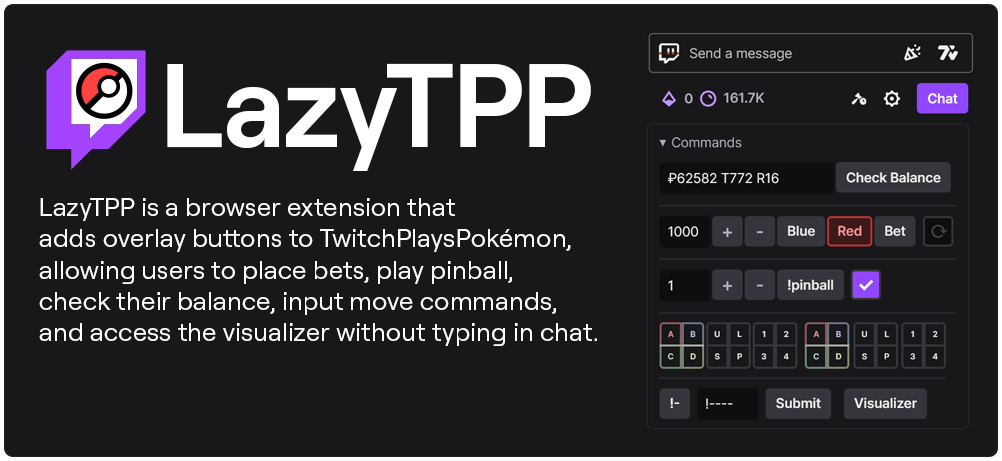 LazyTPP
LazyTPP is a browser extension that
adds overlay buttons to TwitchPlaysPokémon,
allowing users to place bets, play pinball,
check their balance, input move commands,
and access the visualizer without typing in chat.
Send a message
0 161.7K Chat
▾ Commands
₽62582 T772 R16 Check Balance
1000 + - Blue Red Bet
1 + - !pinball
A B U L 1 2 A B U L 1 2
C D S P 3 4 C D S P 3 4
!- !---- Submit Visualizer